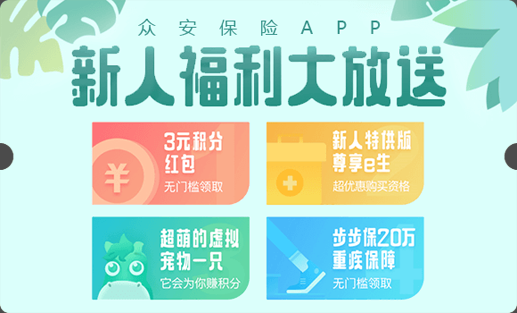 众安保险APP
新人福利大放送
3元积分
红包
无门槛领取
新人特供版
尊享e生
超优惠购买资格
超萌的虚拟
宠物一只
它会为你赚积分
步步保20万
重疾保障
无门槛领取